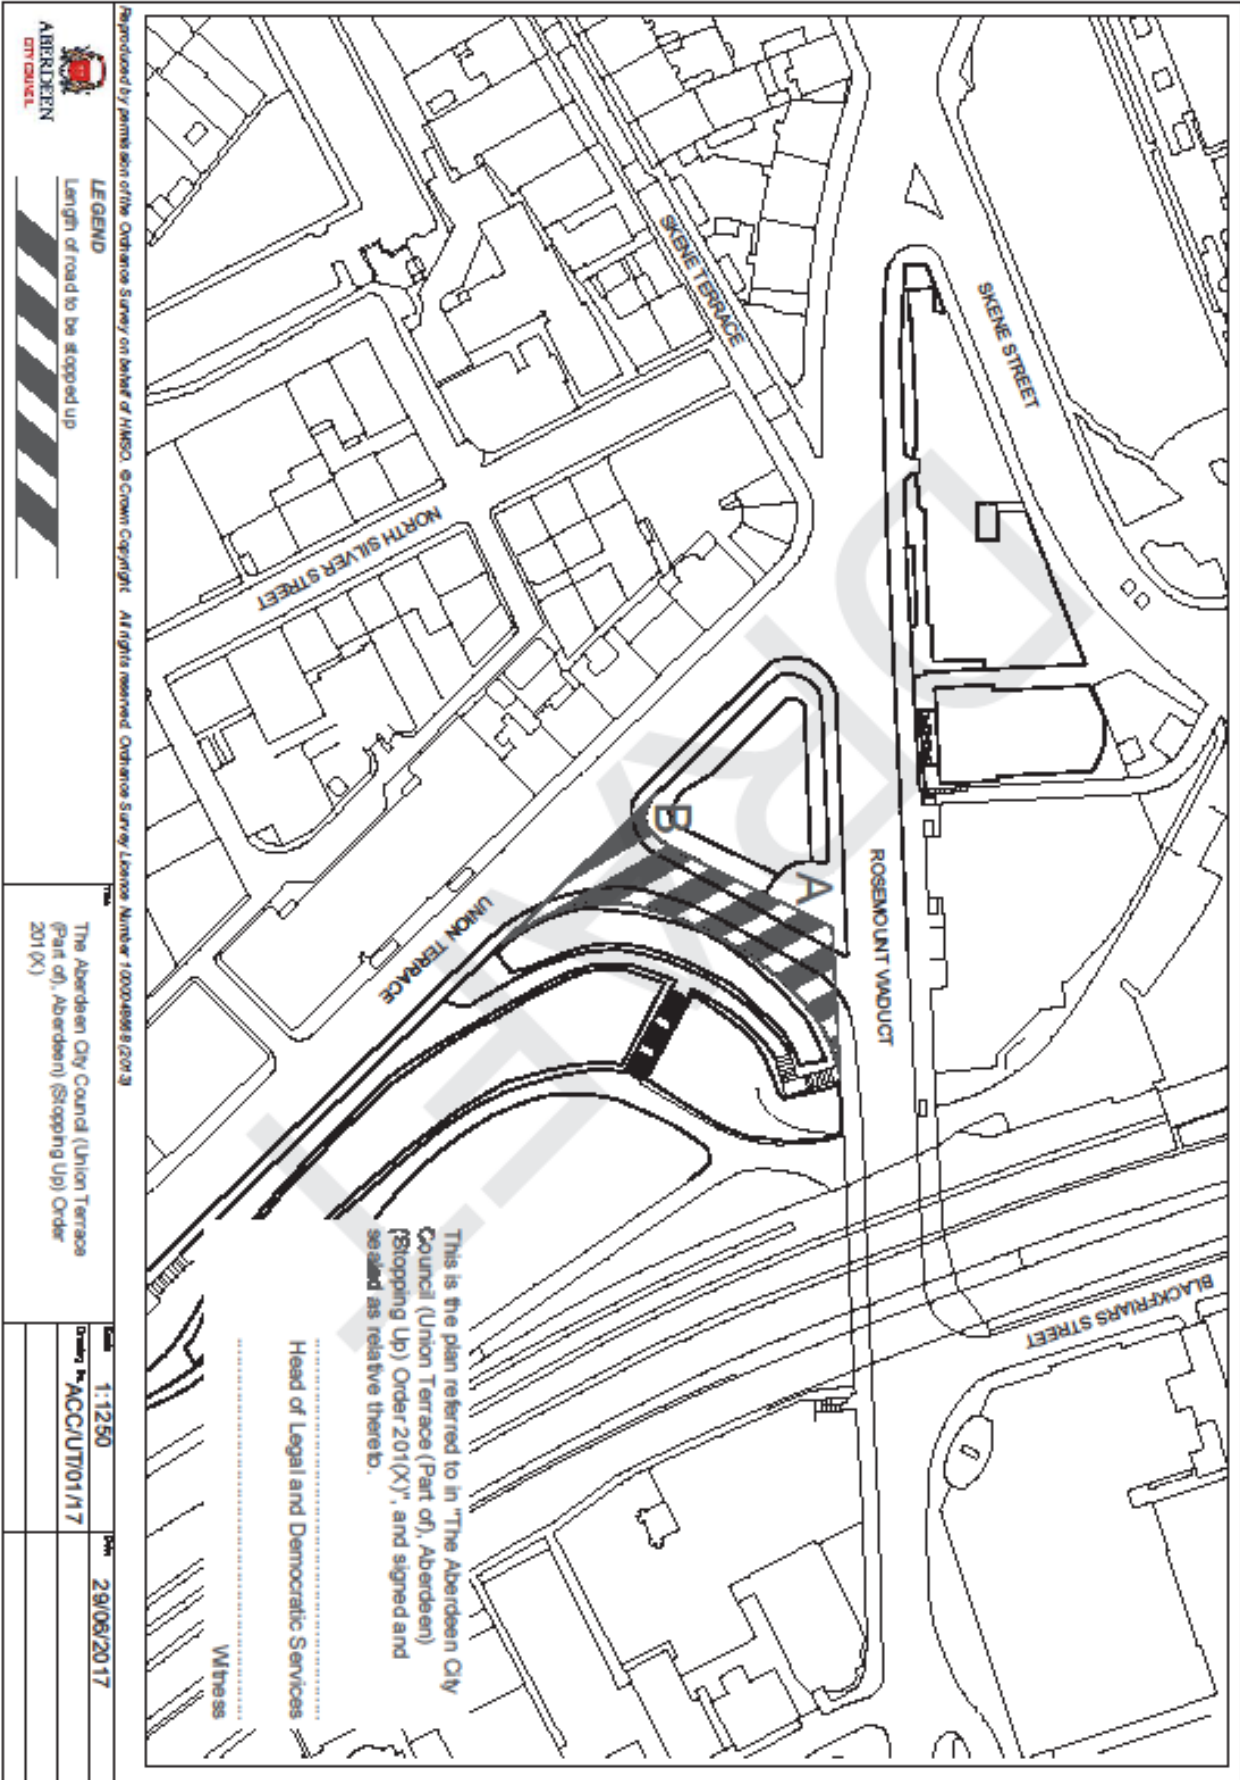 SKENE STREET
SKENE TERRACE
ROSEMOUNT VIADUCT
BLACKFRIARS STREET
NORTH SILVER STREET
UNION TERRACE
A
B
DRAFT
This is the plan referred to in "The Aberdeen City
Council (Union Terrace (Part of), Aberdeen)
(Stopping Up) Order 201(X)", and signed and
sealed as relative thereto.
Head of Legal and Democratic Services
Witness
Reproduced by permission of the Ordnance Survey on behalf of HMSO. © Crown Copyright. All rights reserved. Ordnance Survey Licence Number (2013)
ABERDEEN
CITY COUNCIL
LEGEND
Length of road to be stopped up
Title
The Aberdeen City Council (Union Terrace
(Part of), Aberdeen) (Stopping Up) Order
201(X)
Scale
1:1250
Date
29/06/2017
Drawing No.
ACC/UT/01/17